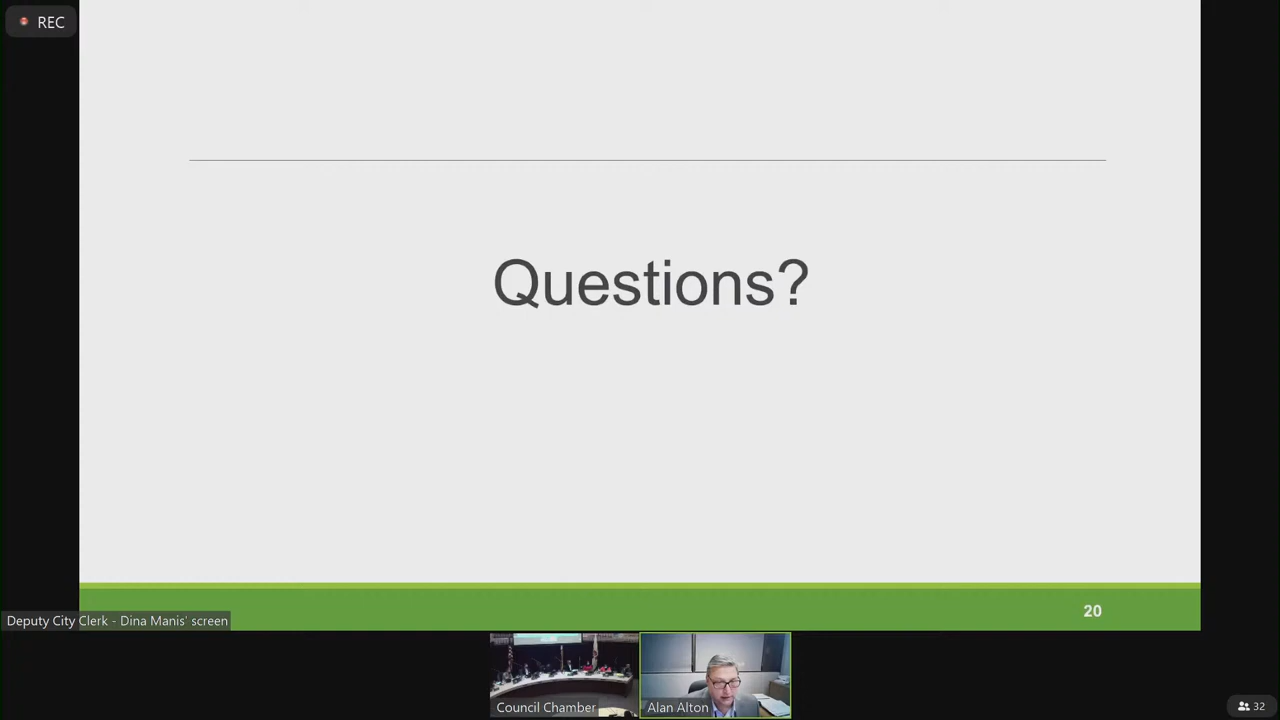 REC
Questions?
20
Deputy City Clerk - Dina Manis' screen
Council Chamber
Alan Alton
32